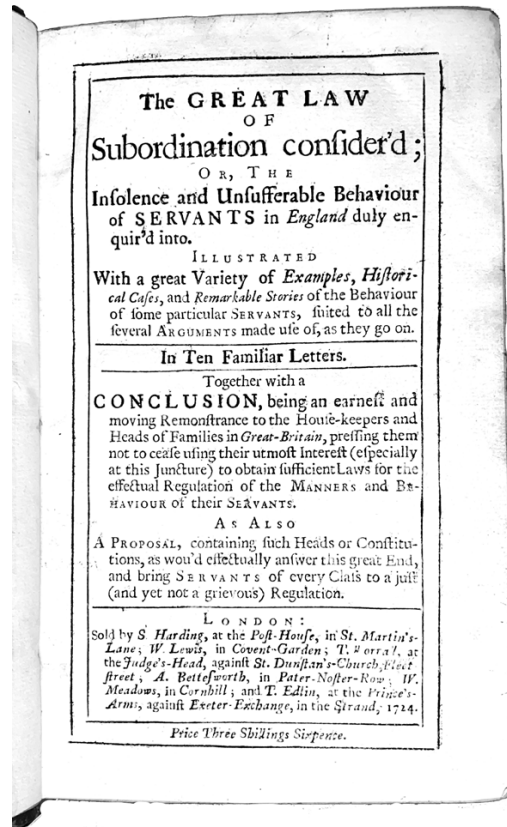 The GREAT LAW
OF
Subordination conſider'd;
OR, THE
Inſolence and Unſufferable Behaviour
of SERVANTS in England duly en-
quir'd into.
ILLUSTRATED
With a great Variety of Examples, Hiſtori-
cal Caſes, and Remarkable Stories of the Behaviour
of ſome particular SERVANTS, ſuited to all the
ſeveral ARGUMENTS made uſe of, as they go on.
In Ten Familiar Letters.
Together with a
CONCLUSION, being an earneſt and
moving Remonſtrance to the Houſe-keepers and
Heads of Families in Great-Britain, preſſing them
not to ceaſe uſing their utmoſt Intereſt (eſpecially
at this Juncture) to obtain ſufficient Laws for the
effectual Regulation of the MANNERS and BE-
HAVIOUR of their SERVANTS.
AS ALSO
A PROPOSAL, containing ſuch Heads or Conſtitu-
tions, as wou'd effectually anſwer this great End,
and bring SERVANTS of every Claſs to a juſt
(and yet not a grievous) Regulation.
LONDON:
Sold by S. Harding, at the Poſt-Houſe, in St. Martin's-
Lane; W. Lewis, in Covent-Garden; T. Worral, at
the Judge's-Head, againſt St. Dunſtan's-Church, Fleet
ſtreet; A. Betteſworth, in Pater-Noſter-Row; W.
Meadows, in Cornhill; and T. Edlin, at the Prince's-
Arms, againſt Exeter-Exchange, in the Strand, 1724.
Price Three Shillings Sixpence.